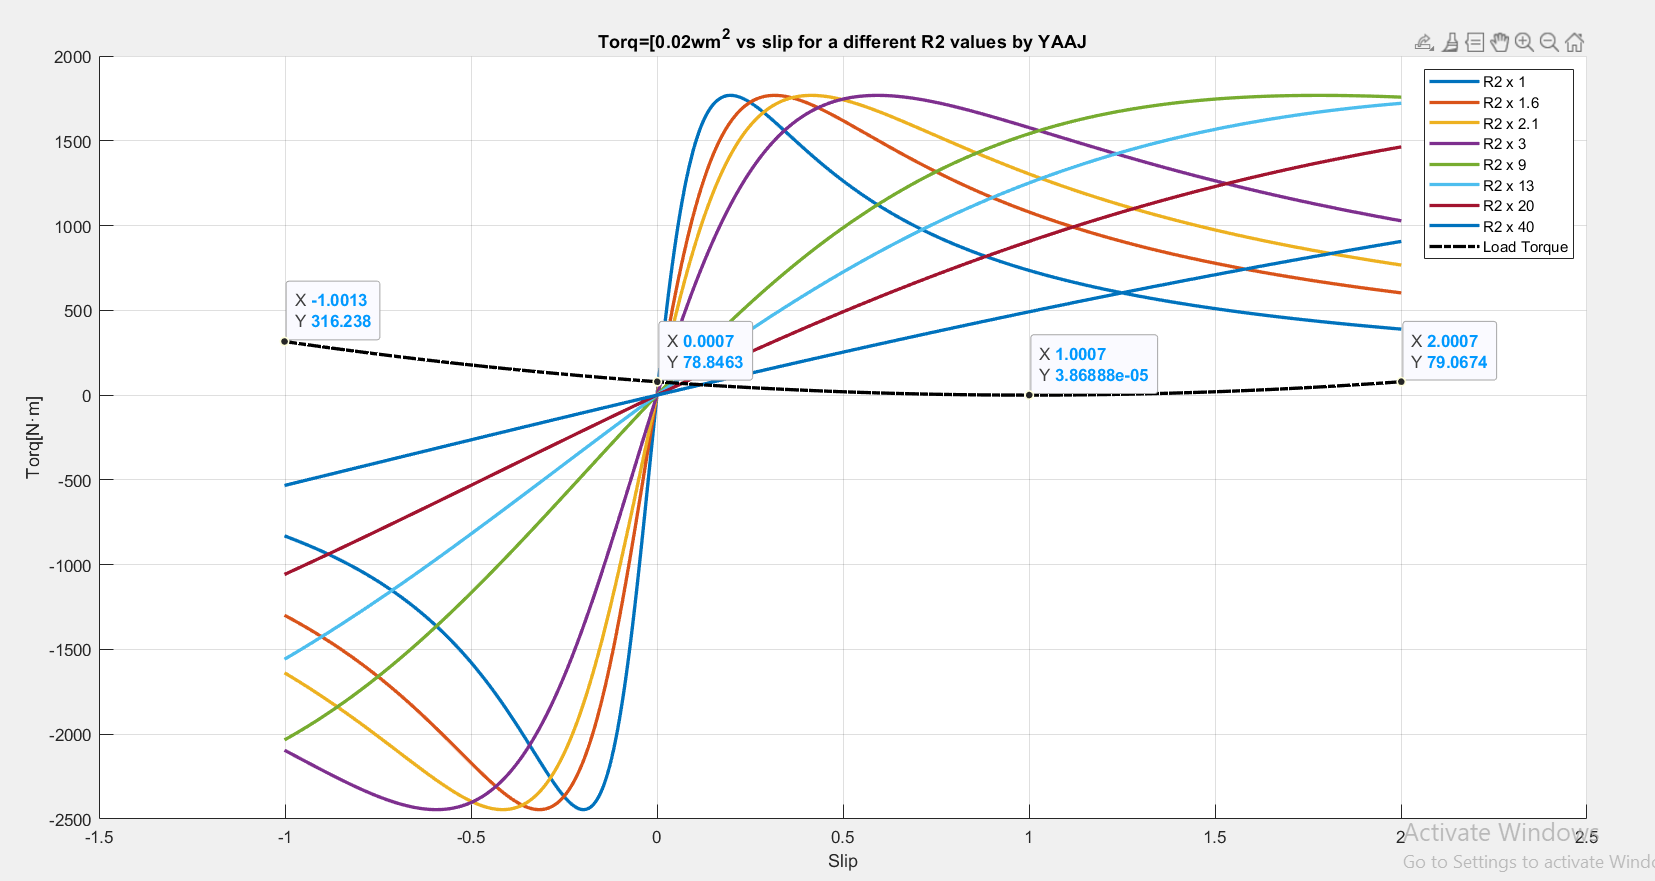 Torq=[0.02wm² vs slip for a different R2 values by YAAJ
2000
1500
1000
500
0
-500
-1000
-1500
-2000
-2500
Torq[N·m]
-1.5
-1
-0.5
0
0.5
1
1.5
2
2.5
Slip
R2 x 1
R2 x 1.6
R2 x 2.1
R2 x 3
R2 x 9
R2 x 13
R2 x 20
R2 x 40
Load Torque
X -1.0013
Y 316.238
X 0.0007
Y 78.8463
X 1.0007
Y 3.86888e-05
X 2.0007
Y 79.0674
Activate Windows
Go to Settings to activate Windo